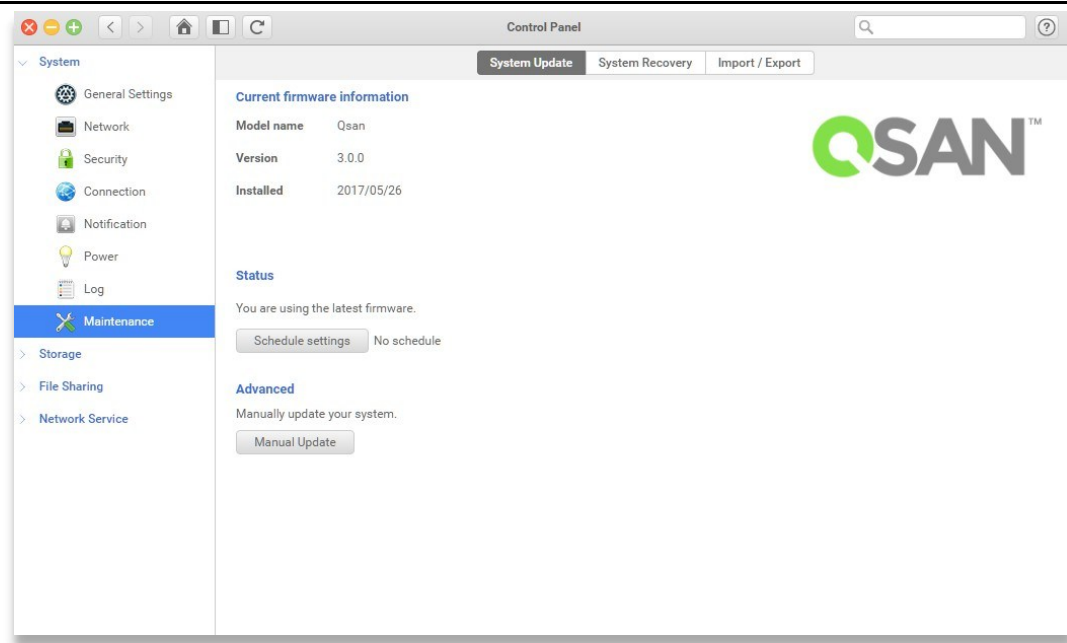 Control Panel
System
General Settings
Network
Security
Connection
Notification
Power
Log
Maintenance
Storage
File Sharing
Network Service
System Update System Recovery Import / Export
Current firmware information
Model name Qsan
Version 3.0.0
Installed 2017/05/26
QSAN™
Status
You are using the latest firmware.
Schedule settings No schedule
Advanced
Manually update your system.
Manual Update